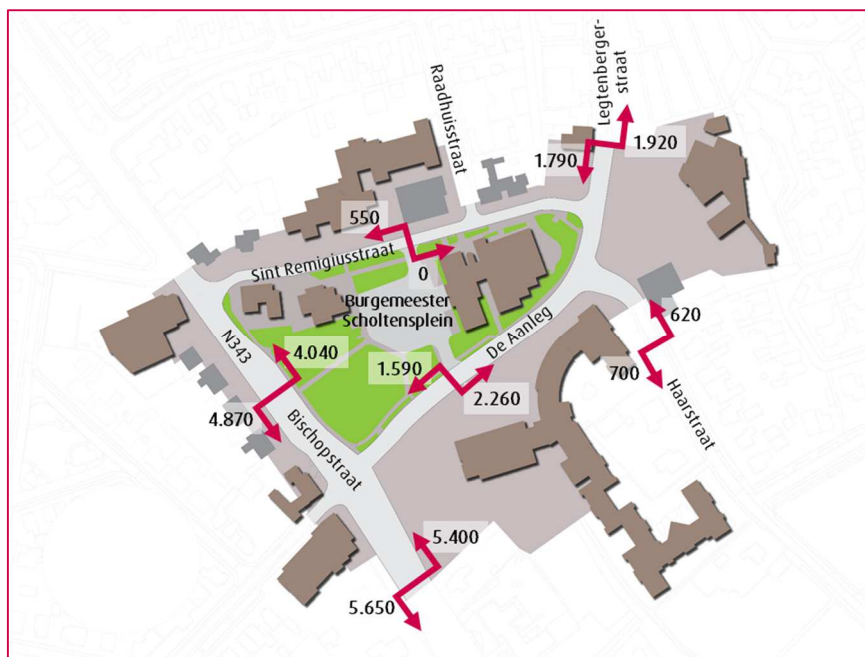 Raadhuisstraat
Legtenberger-
straat
1.790
1.920
550
0
Sint Remigiusstraat
Burgemeester
Scholtensplein
De Aanleg
620
700
Haarstraat
N343
4.040
4.870
1.590
2.260
Bisschopstraat
5.400
5.650